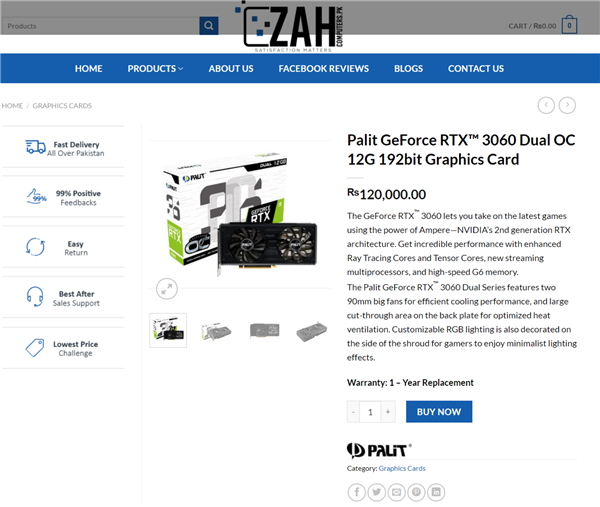 Products
ZAH
COMPUTERS.PK
SATISFACTION MATTERS
CART / ₨0.00
0
HOME
PRODUCTS
ABOUT US
FACEBOOK REVIEWS
BLOGS
CONTACT US
HOME / GRAPHICS CARDS
Fast Delivery
All Over Pakistan
99%
99% Positive
Feedbacks
Easy
Return
Best After
Sales Support
Lowest Price
Challenge
PALIT
GEFORCE
RTX
Palit GeForce RTX™ 3060 Dual OC
12G 192bit Graphics Card
₨120,000.00
The GeForce RTX™ 3060 lets you take on the latest games
using the power of Ampere—NVIDIA's 2nd generation RTX
architecture. Get incredible performance with enhanced
Ray Tracing Cores and Tensor Cores, new streaming
multiprocessors, and high-speed G6 memory.
The Palit GeForce RTX™ 3060 Dual Series features two
90mm big fans for efficient cooling performance, and large
cut-through area on the back plate for optimized heat
ventilation. Customizable RGB lighting is also decorated on
the side of the shroud for gamers to enjoy minimalist lighting
effects.
Warranty: 1 – Year Replacement
- 1 +
BUY NOW
PALIT®
Category: Graphics Cards